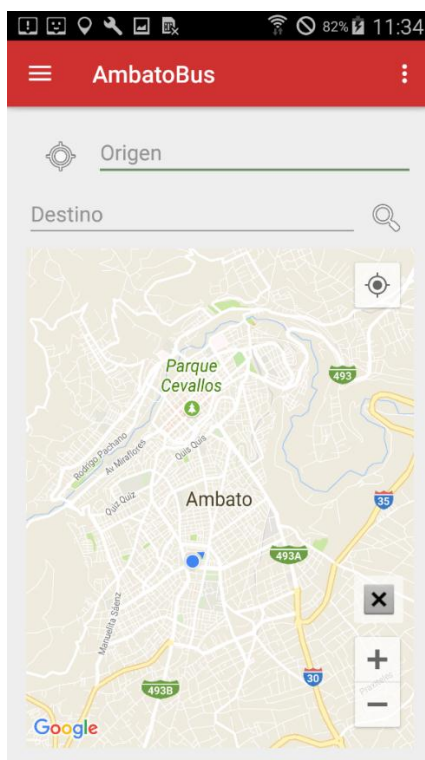 82% 11:34
AmbatoBus
Origen
Destino
Parque
Cevallos
493
Rodrigo Pachano
Av Miraflores
Quis Quis
Quiz Quiz
Ambato
35
493A
Manuelita Sáenz
30
493B
+
−
Google